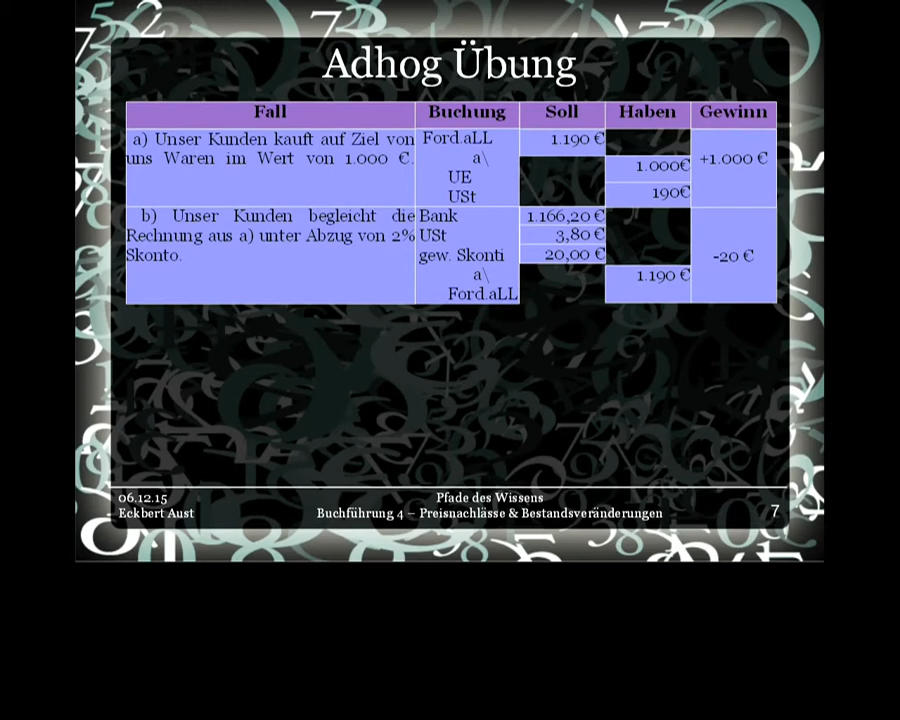 Adhog Übung
Fall Buchung Soll Haben Gewinn
a) Unser Kunden kauft auf Ziel von
uns Waren im Wert von 1.000 €.
Ford.aLL
a\
UE
USt
1.190 €
1.000€
190€
+1.000 €
b) Unser Kunden begleicht die
Rechnung aus a) unter Abzug von 2%
Skonto.
Bank
USt
gew. Skonti
a\
Ford.aLL
1.166,20 €
3,80 €
20,00 €
1.190 €
-20 €
06.12.15
Eckbert Aust
Pfade des Wissens
Buchführung 4 – Preisnachlässe & Bestandsveränderungen
7